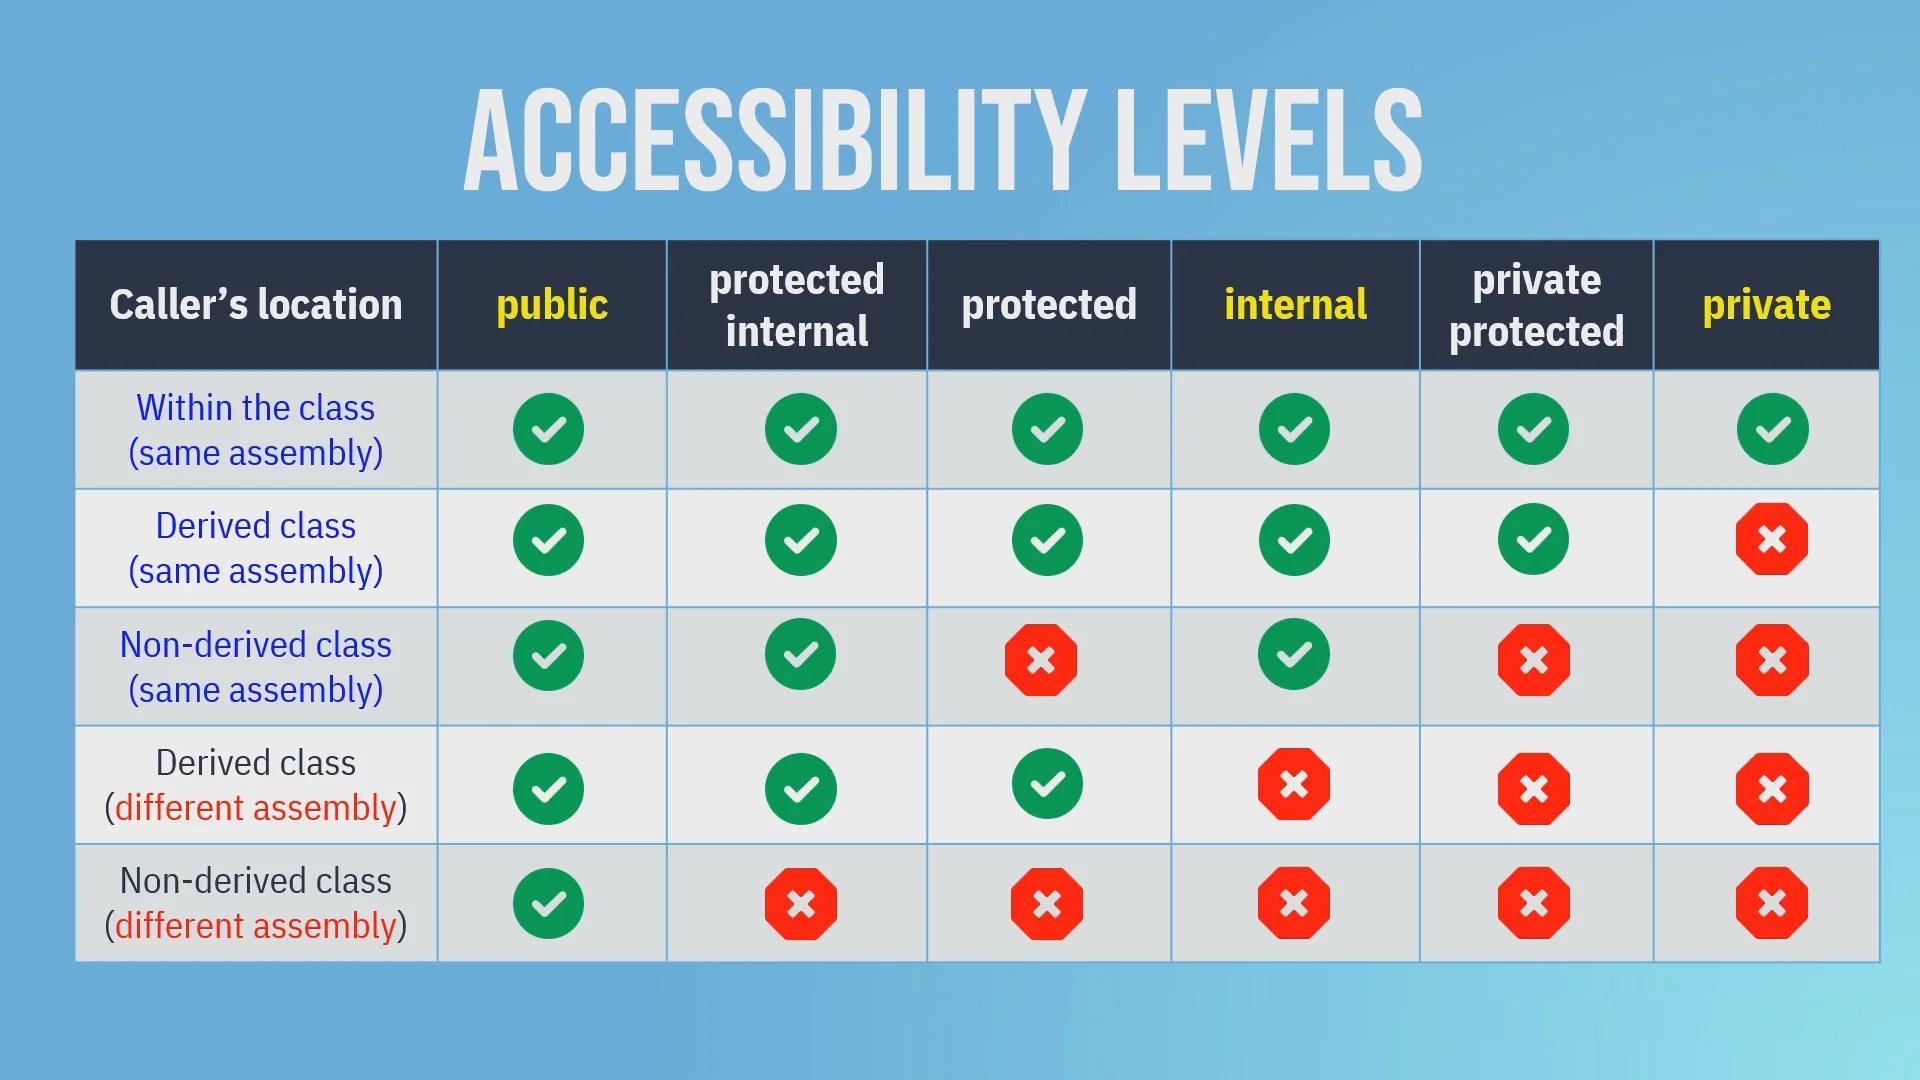 ACCESSIBILITY LEVELS
Caller’s location
public
protected
internal
protected
internal
private
protected
private
Within the class
(same assembly)
Derived class
(same assembly)
Non-derived class
(same assembly)
Derived class
(different assembly)
Non-derived class
(different assembly)